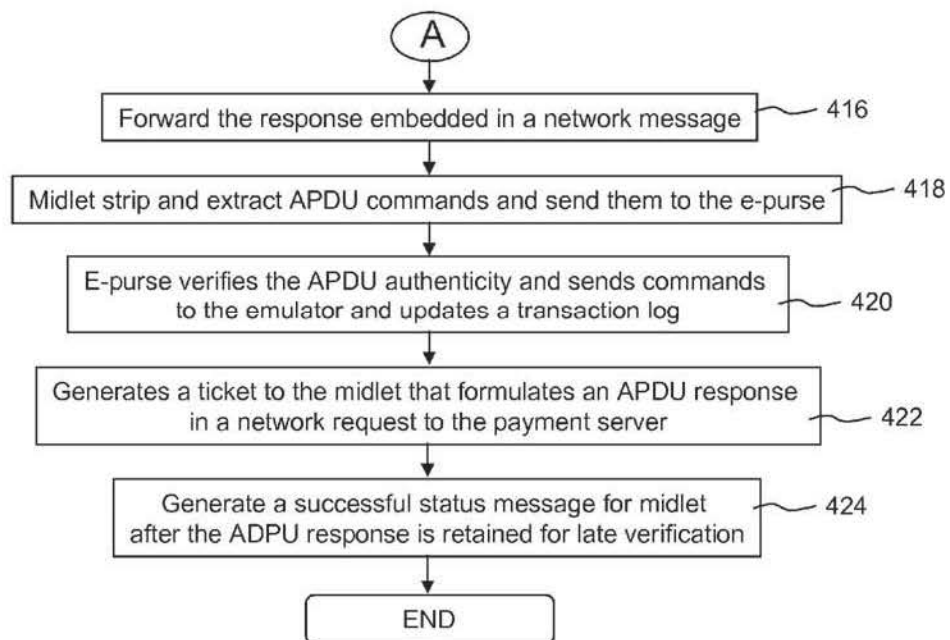 A
Forward the response embedded in a network message
416
Midlet strip and extract APDU commands and send them to the e-purse
418
E-purse verifies the APDU authenticity and sends commands
to the emulator and updates a transaction log
420
Generates a ticket to the midlet that formulates an APDU response
in a network request to the payment server
422
Generate a successful status message for midlet
after the ADPU response is retained for late verification
424
END